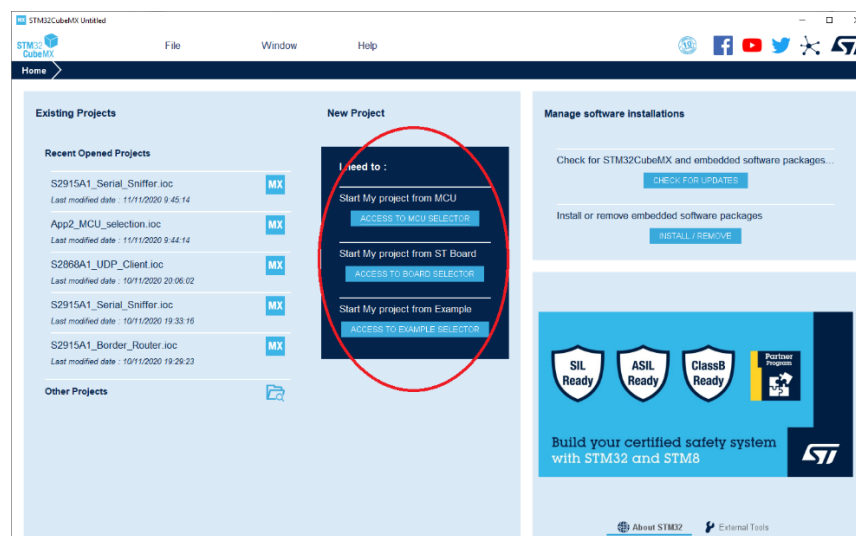 STM32CubeMX Untitled
STM32
CubeMX
File
Window
Help
Home
Existing Projects
Recent Opened Projects
S2915A1_Serial_Sniffer.ioc
Last modified date : 11/11/2020 9:45:14
MX
App2_MCU_selection.ioc
Last modified date : 11/11/2020 9:44:14
MX
S2868A1_UDP_Client.ioc
Last modified date : 10/11/2020 20:06:02
MX
S2915A1_Serial_Sniffer.ioc
Last modified date : 10/11/2020 19:33:16
MX
S2915A1_Border_Router.ioc
Last modified date : 10/11/2020 19:29:23
MX
Other Projects
New Project
I need to :
Start My project from MCU
ACCESS TO MCU SELECTOR
Start My project from ST Board
ACCESS TO BOARD SELECTOR
Start My project from Example
ACCESS TO EXAMPLE SELECTOR
Manage software installations
Check for STM32CubeMX and embedded software packages...
CHECK FOR UPDATES
Install or remove embedded software packages
INSTALL / REMOVE
SIL
Ready
ASIL
Ready
ClassB
Ready
Partner
Program
Build your certified safety system
with STM32 and STM8
About STM32
External Tools